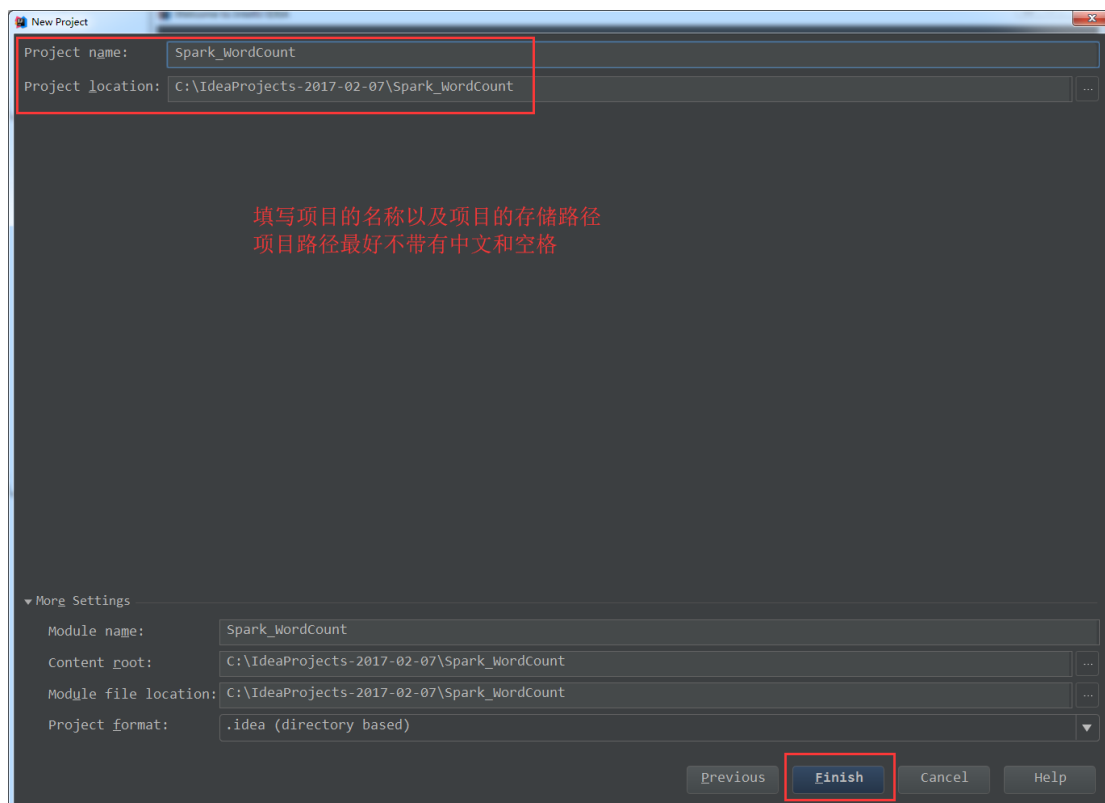 New Project
Project name: Spark_WordCount
Project location: C:\IdeaProjects-2017-02-07\Spark_WordCount ...
填写项目的名称以及项目的存储路径
项目路径最好不带有中文和空格
More Settings
Module name: Spark_WordCount
Content root: C:\IdeaProjects-2017-02-07\Spark_WordCount ...
Module file location: C:\IdeaProjects-2017-02-07\Spark_WordCount ...
Project format: .idea (directory based)
Previous Finish Cancel Help